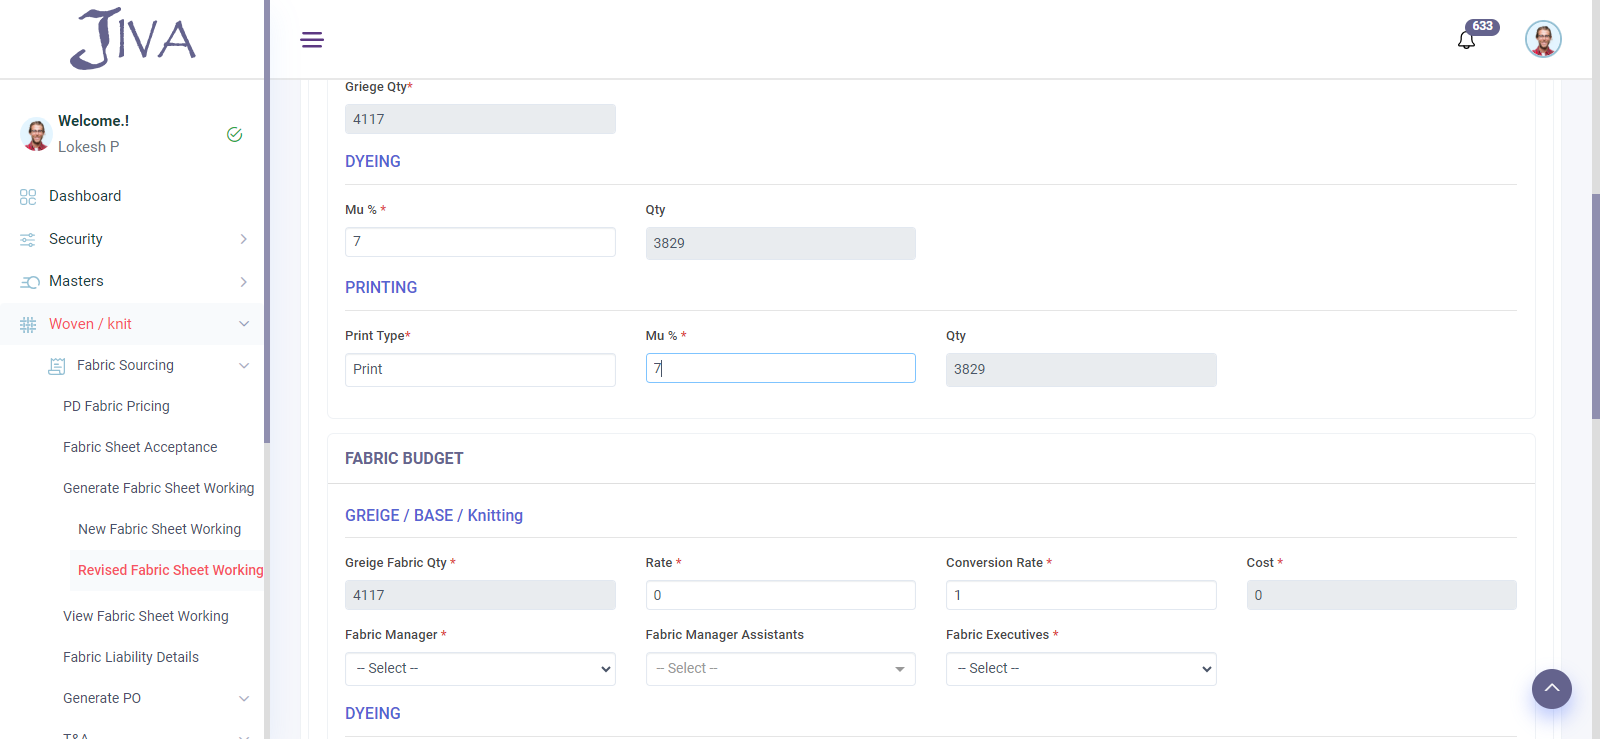 JIVA
633
Welcome.!
Lokesh P
Dashboard
Security
Masters
Woven / knit
Fabric Sourcing
PD Fabric Pricing
Fabric Sheet Acceptance
Generate Fabric Sheet Working
New Fabric Sheet Working
Revised Fabric Sheet Working
View Fabric Sheet Working
Fabric Liability Details
Generate PO
T&A
Griege Qty*
4117
DYEING
Mu % * Qty
7 3829
PRINTING
Print Type* Mu % * Qty
Print 7 3829
FABRIC BUDGET
GREIGE / BASE / Knitting
Greige Fabric Qty * Rate * Conversion Rate * Cost *
4117 0 1 0
Fabric Manager * Fabric Manager Assistants Fabric Executives *
-- Select -- -- Select -- -- Select --
DYEING